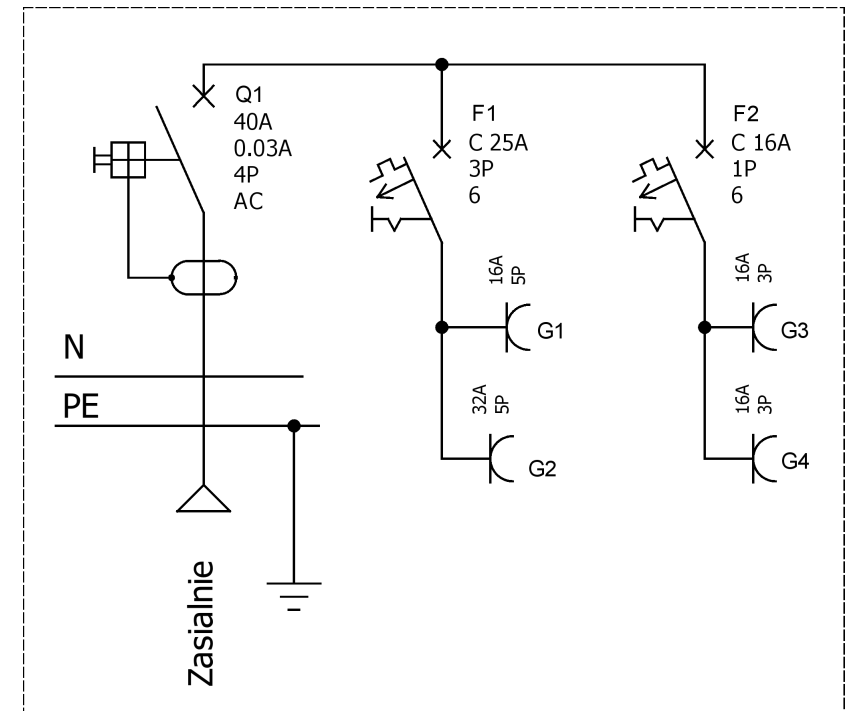 Q1
40A
0.03A
4P
AC
F1
C 25A
3P
6
F2
C 16A
1P
6
16A
5P
G1
16A
3P
G3
N
PE
32A
5P
G2
16A
3P
G4
Zasialnie